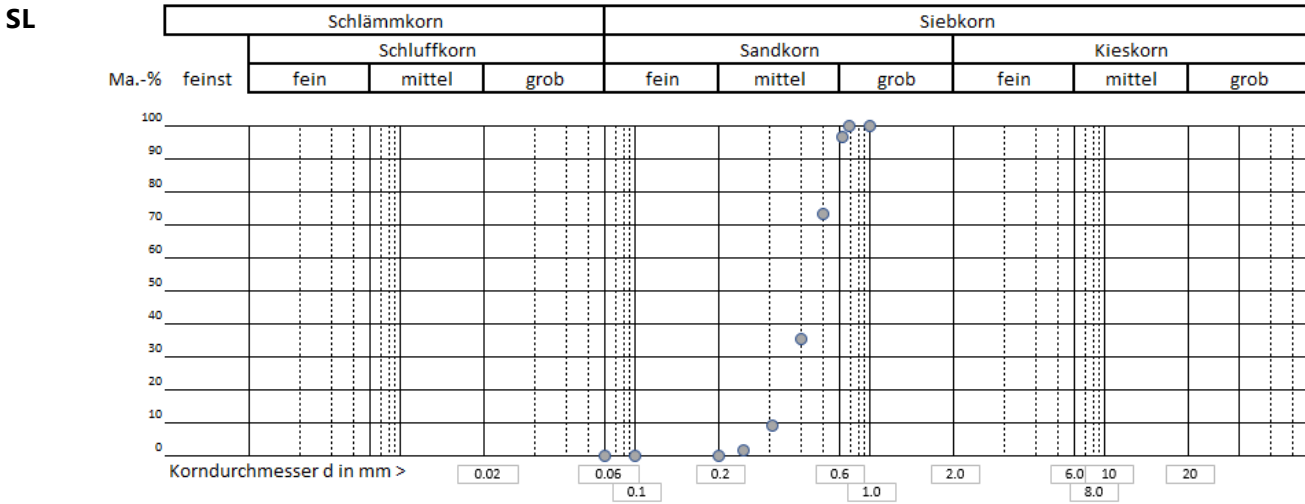 SL
Schlämmkorn Siebkorn
Schluffkorn Sandkorn Kieskorn
Ma.-% feinst fein mittel grob fein mittel grob fein mittel grob
100
90
80
70
60
50
40
30
20
10
0
Korndurchmesser d in mm > 0.02 0.06 0.2 0.6 2.0 6.0 10 20
0.1 1.0 8.0